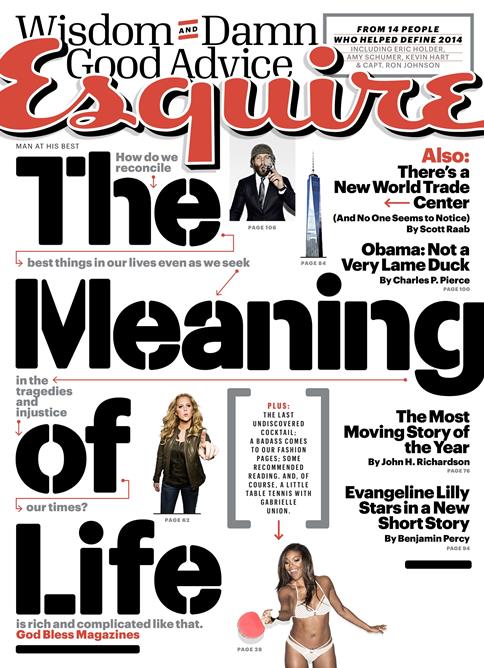 Wisdom AND Damn
Good Advice
FROM 14 PEOPLE
WHO HELPED DEFINE 2014
INCLUDING ERIC HOLDER,
AMY SCHUMER, KEVIN HART
& CAPT. RON JOHNSON
Esquire
MAN AT HIS BEST
The
How do we
reconcile
PAGE 106
PAGE 84
Also:
There's a
New World Trade
Center
(And No One Seems to Notice)
By Scott Raab
best things in our lives even as we seek
Obama: Not a
Very Lame Duck
By Charles P. Pierce
PAGE 100
Meaning
in the
tragedies
and
injustice
of
our times?
PAGE 62
PLUS:
THE LAST
UNDISCOVERED
COCKTAIL;
A BADASS COMES
TO OUR FASHION
PAGES; SOME
RECOMMENDED
READING. AND, OF
COURSE, A LITTLE
TABLE TENNIS WITH
GABRIELLE
UNION.
The Most
Moving Story of
the Year
By John H. Richardson
PAGE 76
Evangeline Lilly
Stars in a New
Short Story
By Benjamin Percy
PAGE 94
Life
is rich and complicated like that.
God Bless Magazines
PAGE 28